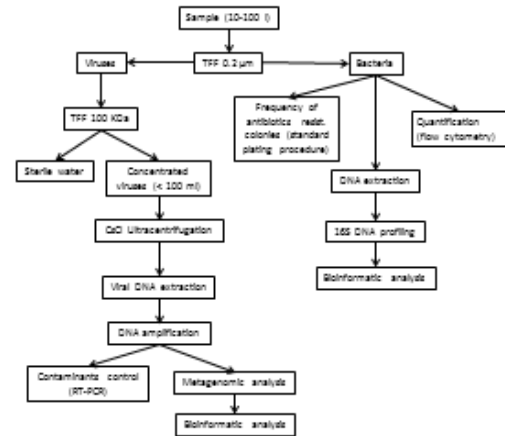 Sample (10-100 l)
Viruses
TFF 0.2 µm
Bacteria
TFF 100 KDa
Frequency of
antibiotics resist.
colonies (standard
plating procedure)
Quantification
(flow cytometry)
Sterile water
Concentrated
viruses (< 100 ml)
DNA extraction
CsCl Ultracentrifugation
16S DNA profiling
Viral DNA extraction
Bioinformatic analysis
DNA amplification
Contaminants control
(RT-PCR)
Metagenomic analysis
Bioinformatic analysis